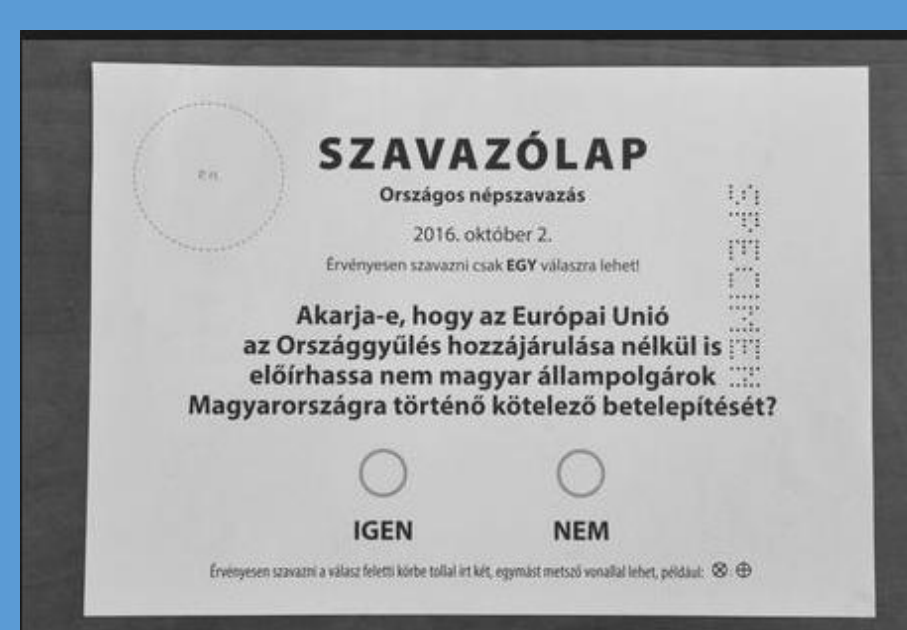 SZAVAZÓLAP
Országos népszavazás
2016. október 2.
Érvényesen szavazni csak EGY válaszra lehet!
Akarja-e, hogy az Európai Unió
az Országgyűlés hozzájárulása nélkül is
előírhassa nem magyar állampolgárok
Magyarországra történő kötelező betelepítését?
IGEN NEM
Érvényesen szavazni a válasz feletti körbe tollal írt két, egymást metsző vonallal lehet, például: ⊗ ⊕